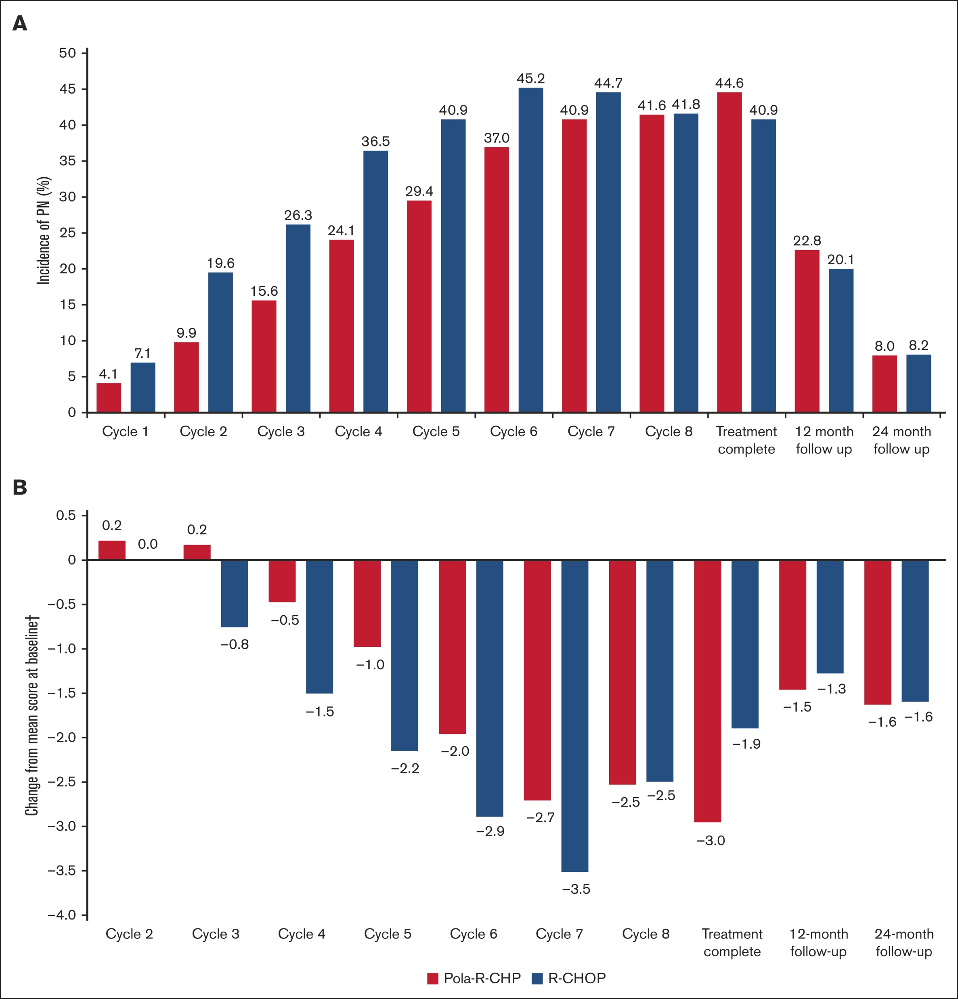 A
Incidence of PN (%)
50
45
40
35
30
25
20
15
10
5
0
4.1
7.1
9.9
19.6
15.6
26.3
24.1
36.5
29.4
40.9
37.0
45.2
40.9
44.7
41.6
41.8
44.6
40.9
22.8
20.1
8.0
8.2
Cycle 1
Cycle 2
Cycle 3
Cycle 4
Cycle 5
Cycle 6
Cycle 7
Cycle 8
Treatment
complete
12 month
follow up
24 month
follow up
B
Change from mean score at baseline†
0.5
0
−0.5
−1.0
−1.5
−2.0
−2.5
−3.0
−3.5
−4.0
0.2
0.0
0.2
−0.8
−0.5
−1.5
−1.0
−2.2
−2.0
−2.9
−2.7
−3.5
−2.5
−2.5
−3.0
−1.9
−1.5
−1.3
−1.6
−1.6
Cycle 2
Cycle 3
Cycle 4
Cycle 5
Cycle 6
Cycle 7
Cycle 8
Treatment
complete
12-month
follow-up
24-month
follow-up
Pola-R-CHP
R-CHOP